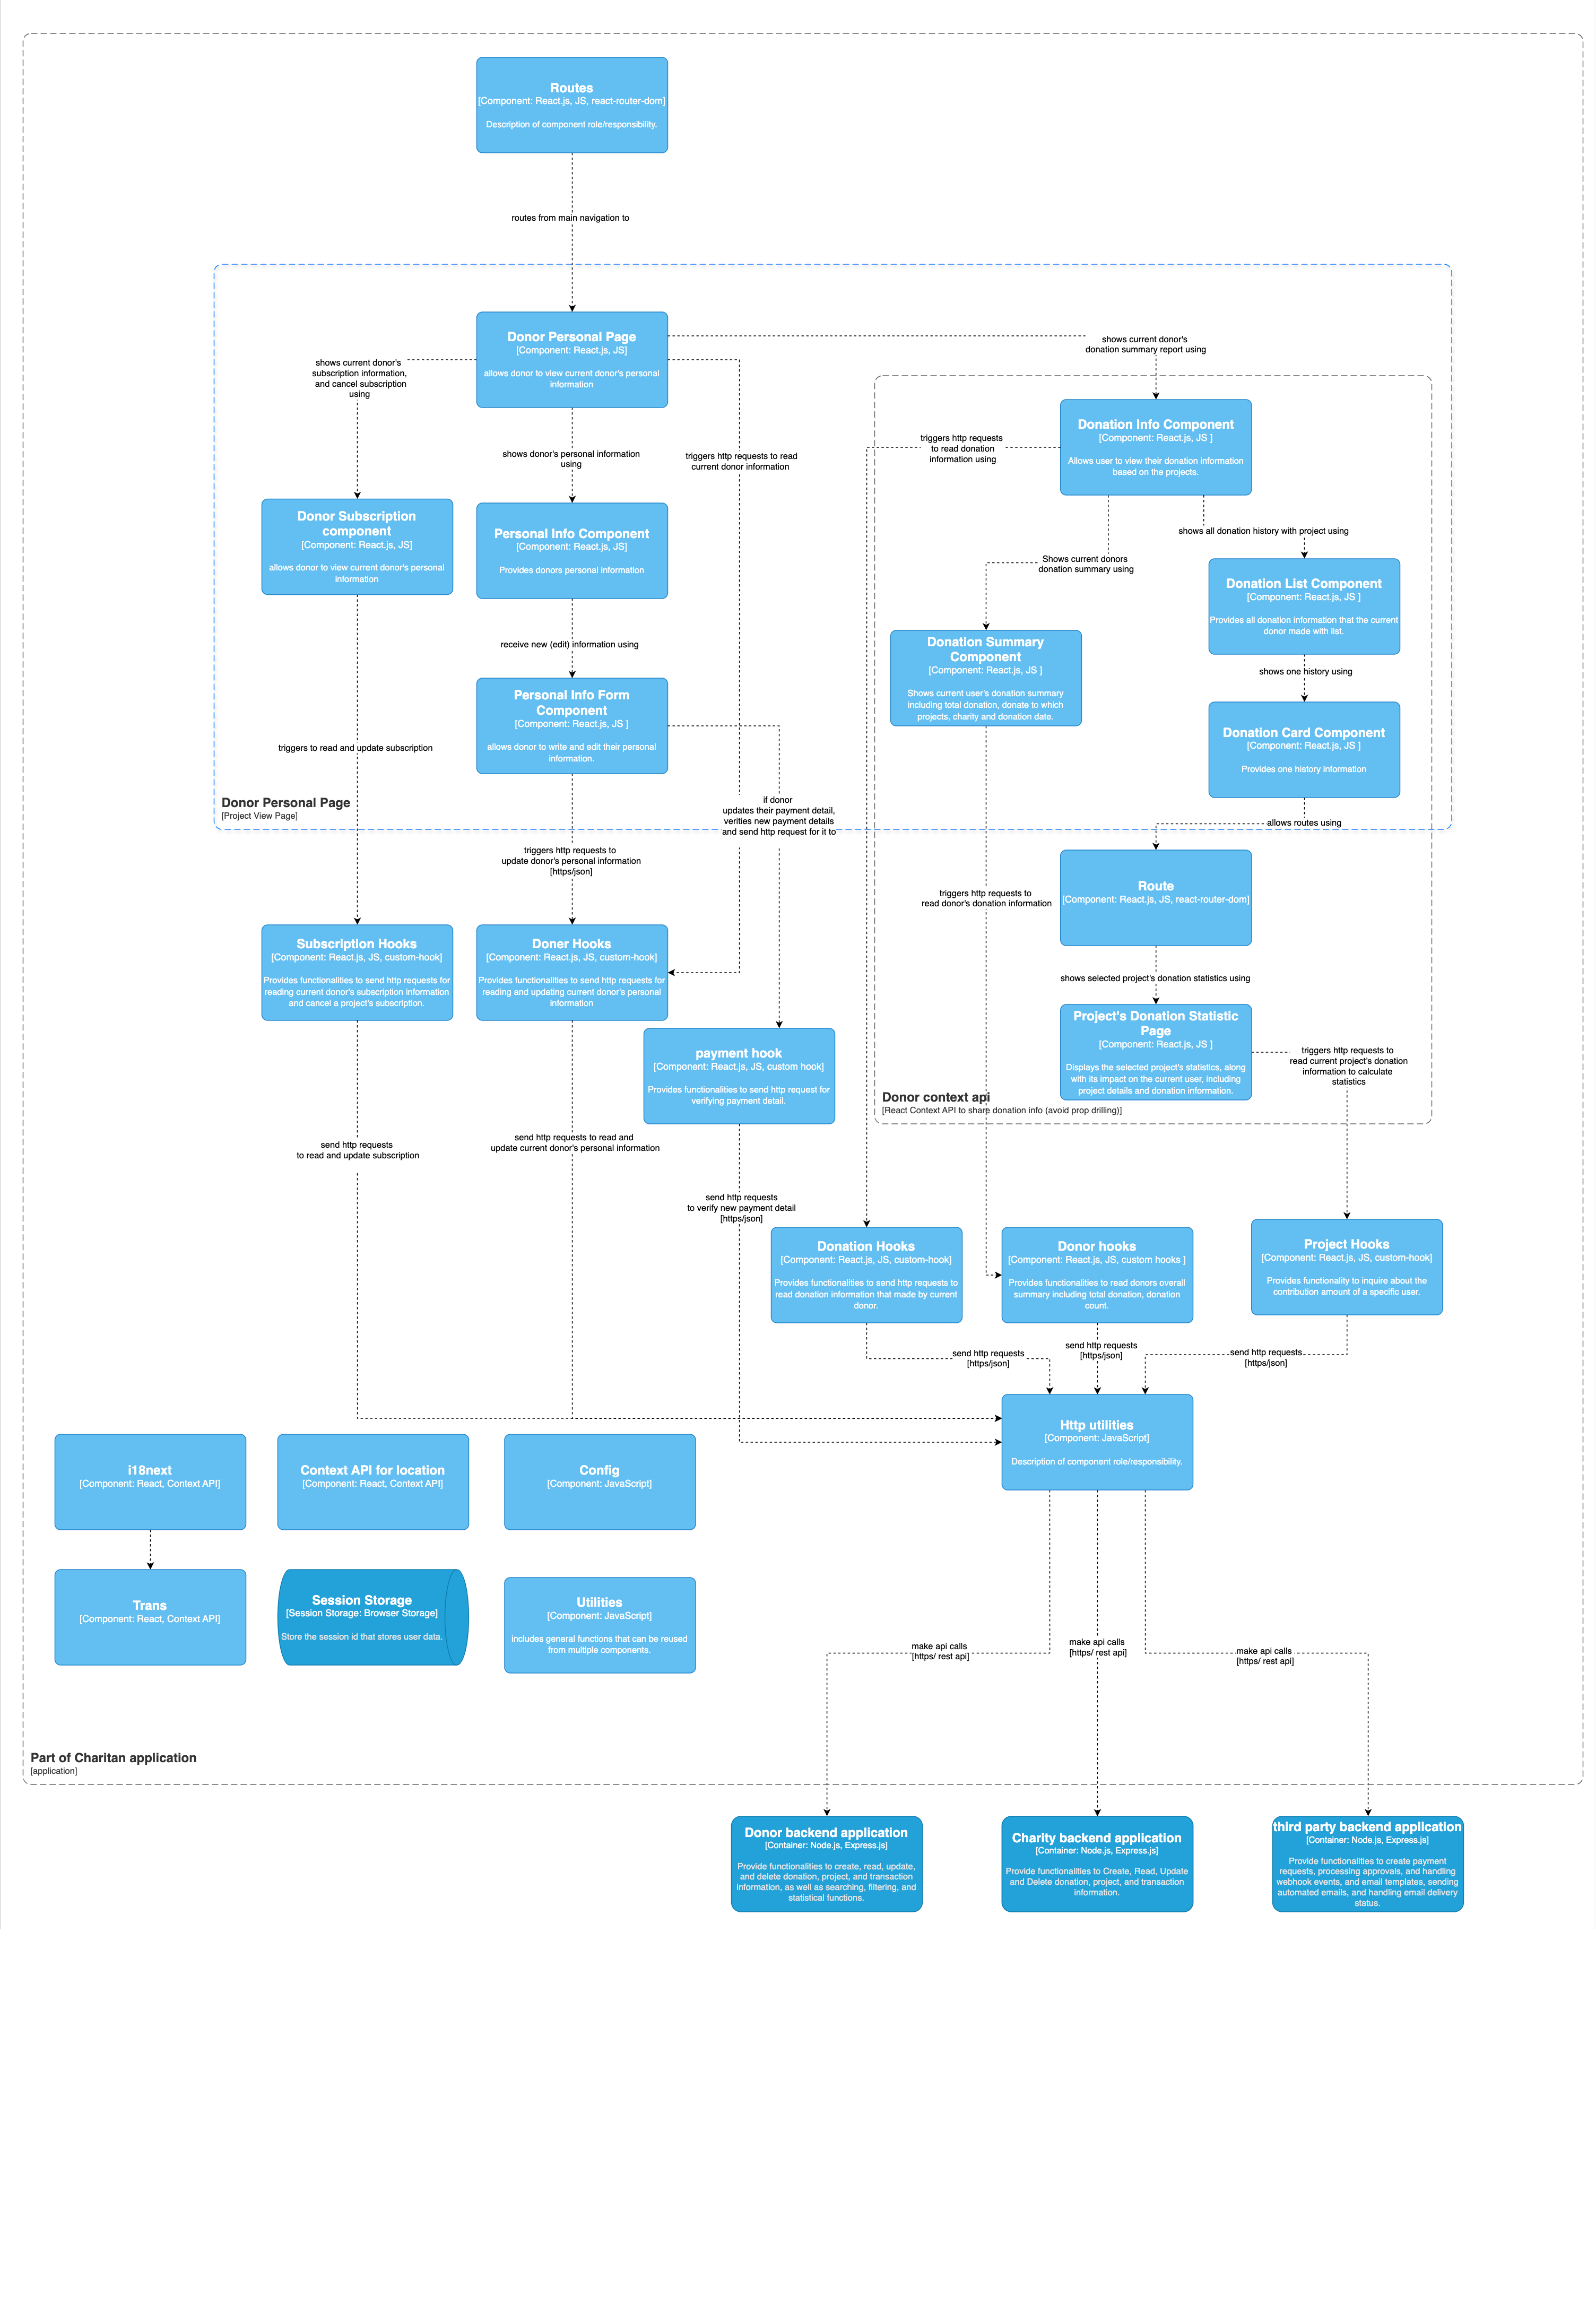 Routes
[Component: React.js, JS, react-router-dom]
Description of component role/responsibility.
routes from main navigation to
Donor Personal Page
[Component: React.js, JS]
allows donor to view current donor's personal
information
shows current donor's
subscription information,
and cancel subscription
using
shows donor's personal information
using
triggers http requests to read
current donor information
shows current donor's
donation summary report using
Donation Info Component
[Component: React.js, JS ]
Allows user to view their donation information
based on the projects.
triggers http requests
to read donation
information using
Donor Subscription
component
[Component: React.js, JS]
allows donor to view current donor's personal
information
Personal Info Component
[Component: React.js, JS]
Provides donors personal information
Shows current donors
donation summary using
shows all donation history with project using
Donation List Component
[Component: React.js, JS ]
Provides all donation information that the current
donor made with list.
receive new (edit) information using
Donation Summary
Component
[Component: React.js, JS ]
Shows current user's donation summary
including total donation, donate to which
projects, charity and donation date.
shows one history using
Personal Info Form
Component
[Component: React.js, JS ]
allows donor to write and edit their personal
information.
Donation Card Component
[Component: React.js, JS ]
Provides one history information
triggers to read and update subscription
Donor Personal Page
[Project View Page]
if donor
updates their payment detail,
verities new payment details
and send http request for it to
allows routes using
triggers http requests to
update donor's personal information
[https/json]
triggers http requests to
read donor's donation information
Route
[Component: React.js, JS, react-router-dom]
Subscription Hooks
[Component: React.js, JS, custom-hook]
Provides functionalities to send http requests for
reading current donor's subscription information
and cancel a project's subscription.
Doner Hooks
[Component: React.js, JS, custom-hook]
Provides functionalities to send http requests for
reading and updating current donor's personal
information
shows selected project's donation statistics using
payment hook
[Component: React.js, JS, custom hook]
Provides functionalities to send http request for
verifying payment detail.
Project's Donation Statistic
Page
[Component: React.js, JS ]
Displays the selected project's statistics, along
with its impact on the current user, including
project details and donation information.
triggers http requests to
read current project's donation
information to calculate
statistics
Donor context api
[React Context API to share donation info (avoid prop drilling)]
send http requests
to read and update subscription
send http requests to read and
update current donor's personal information
send http requests
to verify new payment detail
[https/json]
Donation Hooks
[Component: React.js, JS, custom-hook]
Provides functionalities to send http requests to
read donation information that made by current
donor.
Donor hooks
[Component: React.js, JS, custom hooks ]
Provides functionalities to read donors overall
summary including total donation, donation
count.
Project Hooks
[Component: React.js, JS, custom-hook]
Provides functionality to inquire about the
contribution amount of a specific user.
send http requests
[https/json]
send http requests
[https/json]
send http requests
[https/json]
Http utilities
[Component: JavaScript]
Description of component role/responsibility.
i18next
[Component: React, Context API]
Context API for location
[Component: React, Context API]
Config
[Component: JavaScript]
Trans
[Component: React, Context API]
Session Storage
[Session Storage: Browser Storage]
Store the session id that stores user data.
Utilities
[Component: JavaScript]
includes general functions that can be reused
from multiple components.
make api calls
[https/ rest api]
make api calls
[https/ rest api]
make api calls
[https/ rest api]
Part of Charitan application
[application]
Donor backend application
[Container: Node.js, Express.js]
Provide functionalities to create, read, update,
and delete donation, project, and transaction
information, as well as searching, filtering, and
statistical functions.
Charity backend application
[Container: Node.js, Express.js]
Provide functionalities to Create, Read, Update
and Delete donation, project, and transaction
information.
third party backend application
[Container: Node.js, Express.js]
Provide functionalities to create payment
requests, processing approvals, and handling
webhook events, and email templates, sending
automated emails, and handling email delivery
status.